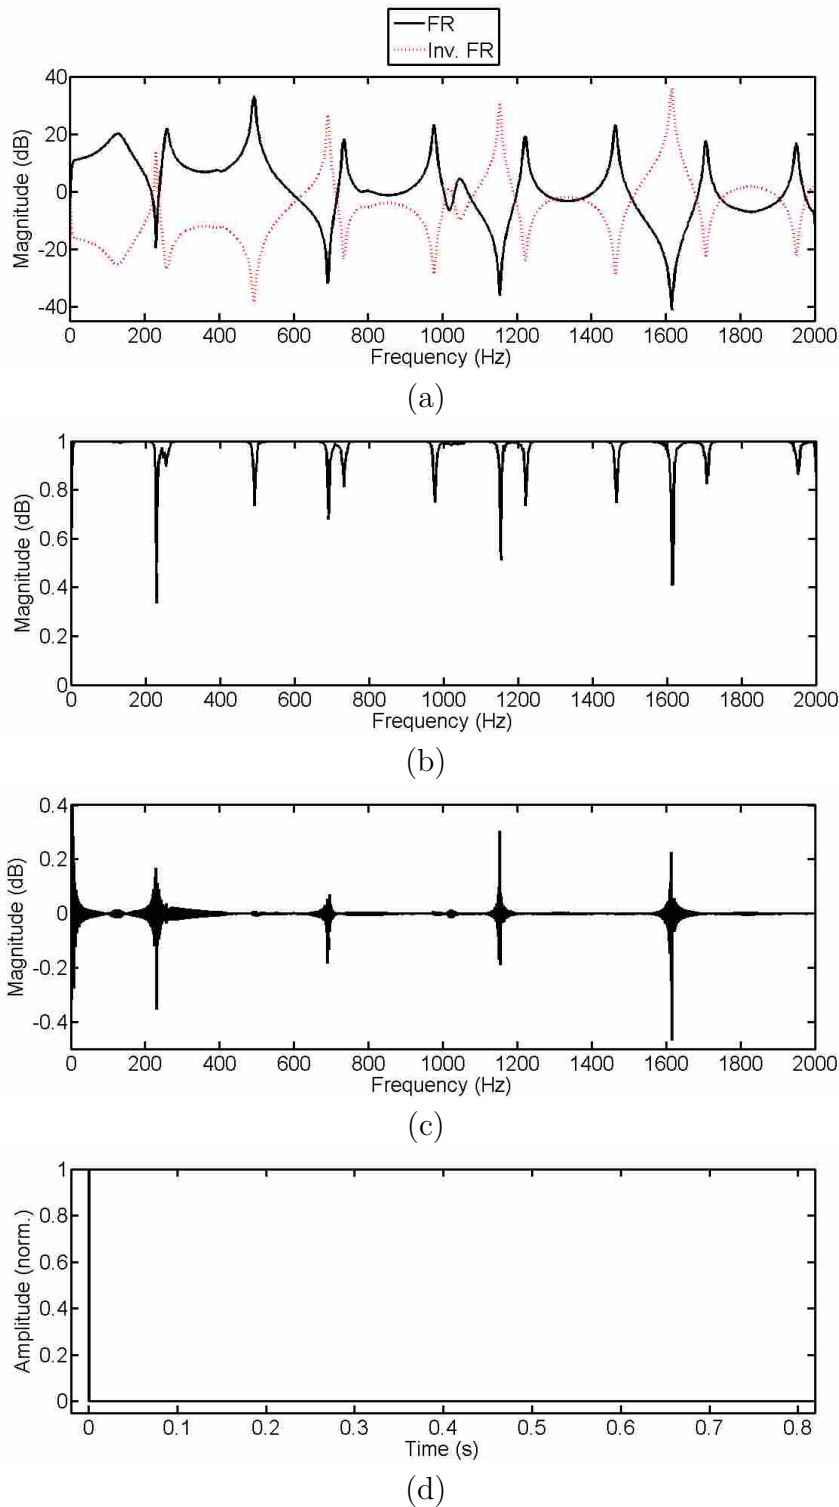 FR
Inv. FR
40
20
0
-20
-40
Magnitude (dB)
0 200 400 600 800 1000 1200 1400 1600 1800 2000
Frequency (Hz)
(a)
1
0.8
0.6
0.4
0.2
0
Magnitude (dB)
0 200 400 600 800 1000 1200 1400 1600 1800 2000
Frequency (Hz)
(b)
0.4
0.2
0
-0.2
-0.4
Magnitude (dB)
0 200 400 600 800 1000 1200 1400 1600 1800 2000
Frequency (Hz)
(c)
1
0.8
0.6
0.4
0.2
0
Amplitude (norm.)
0 0.1 0.2 0.3 0.4 0.5 0.6 0.7 0.8
Time (s)
(d)